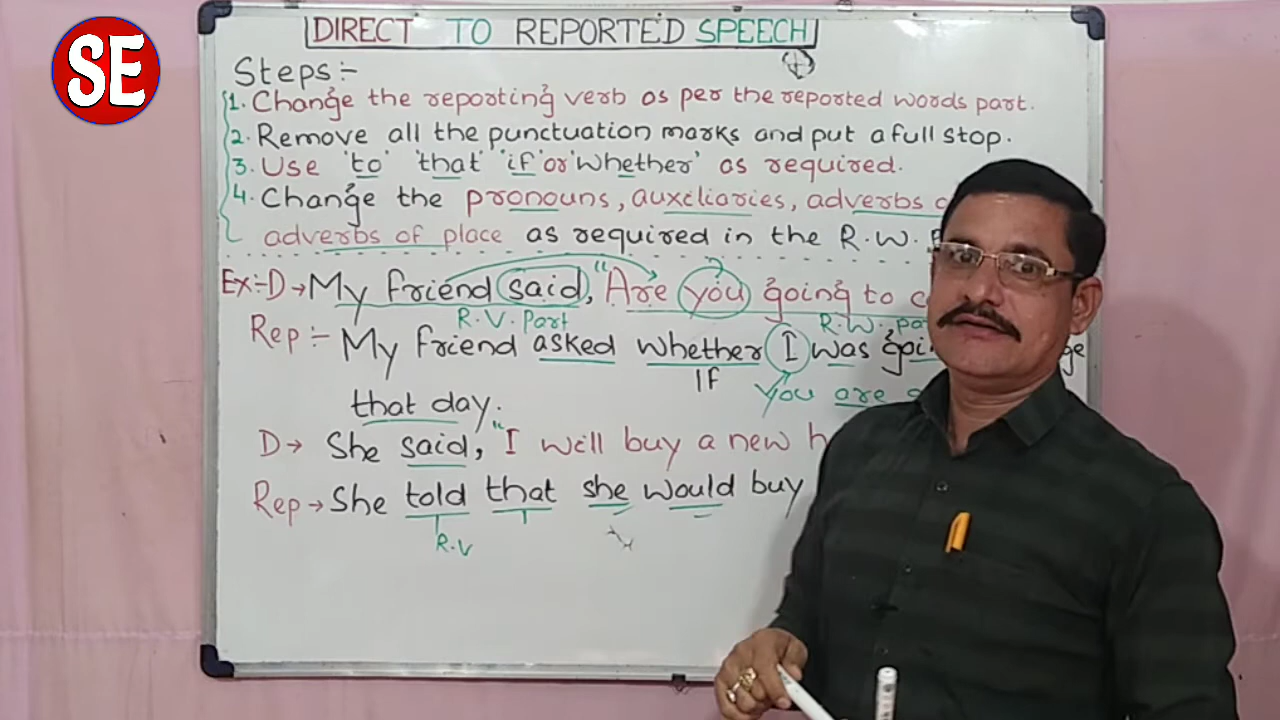 SE
DIRECT TO REPORTED SPEECH
Steps :-
1. Change the reporting verb as per the reported words part.
2. Remove all the punctuation marks and put a full stop.
3. Use 'to' 'that' 'if' or 'whether' as required.
4. Change the pronouns, auxiliaries, adverbs
adverbs of place as required in the R.W.
Ex:-D→ My friend said, "Are you going to
R.V. Part R.W.
Rep :- My friend asked whether I was
If
You are
that day.
D→ She said, "I will buy a new
Rep→ She told that she would buy
R.V